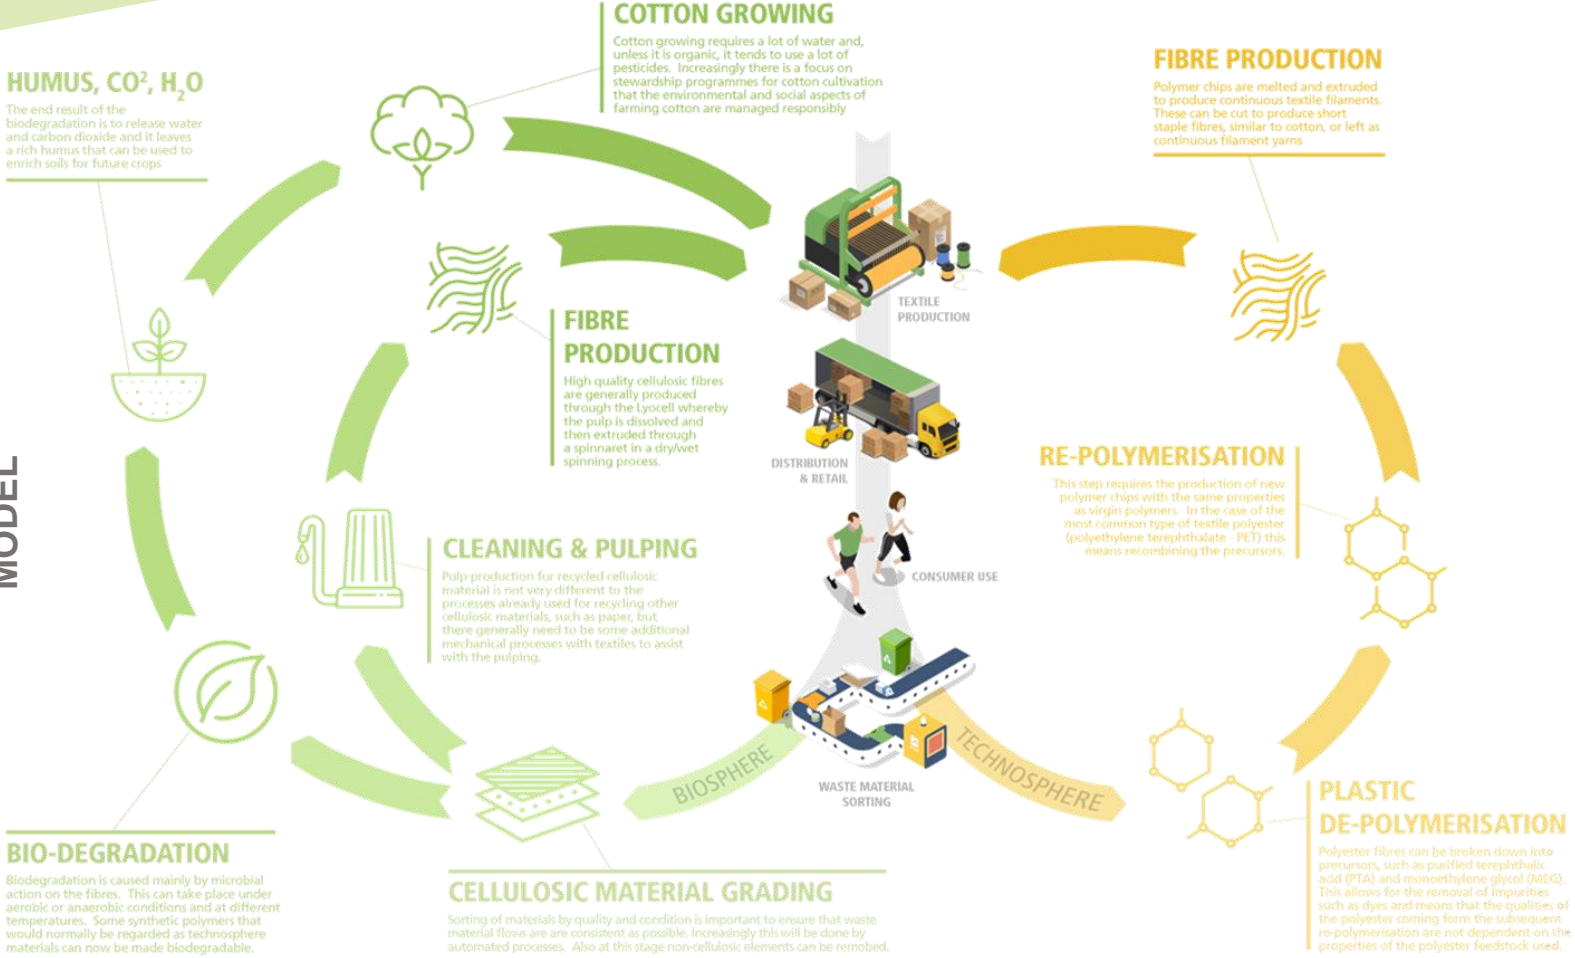 COTTON GROWING
Cotton growing requires a lot of water and,
unless it is organic, it tends to use a lot of
pesticides. Increasingly there is a focus on
stewardship programmes for cotton cultivation
that the environmental and social aspects of
farming cotton are managed responsibly
FIBRE PRODUCTION
Polymer chips are melted and extruded
to produce continuous textile filaments.
These can be cut to produce short
staple fibres, similar to cotton, or left as
continuous filament yarns
HUMUS, CO², H₂O
The end result of the
biodegradation is to release water
and carbon dioxide and it leaves
a rich humus that can be used to
enrich soils for future crops
TEXTILE
PRODUCTION
FIBRE
PRODUCTION
High quality cellulosic fibres
are generally produced
through the Lyocell whereby
the pulp is dissolved and
then extruded through
a spinnaret in a dry/wet
spinning process.
DISTRIBUTION
& RETAIL
RE-POLYMERISATION
This step requires the production of new
polymer chips with the same properties
as virgin polymers. In the case of the
most common type of textile polyester
(polyethylene terephthalate - PET) this
means recombining the precursors.
MODEL
CLEANING & PULPING
Pulp production for recycled cellulosic
material is not very different to the
processes already used for recycling other
cellulosic materials, such as paper, but
there generally need to be some additional
mechanical processes with textiles to assist
with the pulping.
CONSUMER USE
BIOSPHERE
TECHNOSPHERE
WASTE MATERIAL
SORTING
PLASTIC
DE-POLYMERISATION
Polyester fibres can be broken down into
precursors, such as purified terephthalic
acid (PTA) and monoethylene glycol (MEG).
This allows for the removal of impurities
such as dyes and means that the qualities of
the polyester coming form the subsequent
re-polymerisation are not dependent on the
properties of the polyester feedstock used.
BIO-DEGRADATION
Biodegradation is caused mainly by microbial
action on the fibres. This can take place under
aerobic or anaerobic conditions and at different
temperatures. Some synthetic polymers that
would normally be regarded as technosphere
materials can now be made biodegradable.
CELLULOSIC MATERIAL GRADING
Sorting of materials by quality and condition is important to ensure that waste
material flows are are consistent as possible. Increasingly this will be done by
automated processes. Also at this stage non-cellulosic elements can be remobed.